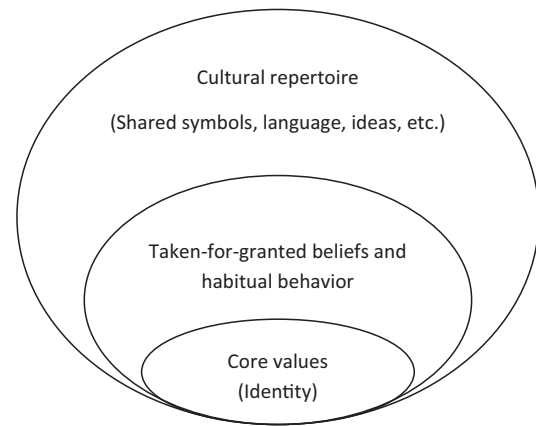 Cultural repertoire
(Shared symbols, language, ideas, etc.)
Taken-for-granted beliefs and
habitual behavior
Core values
(Identity)